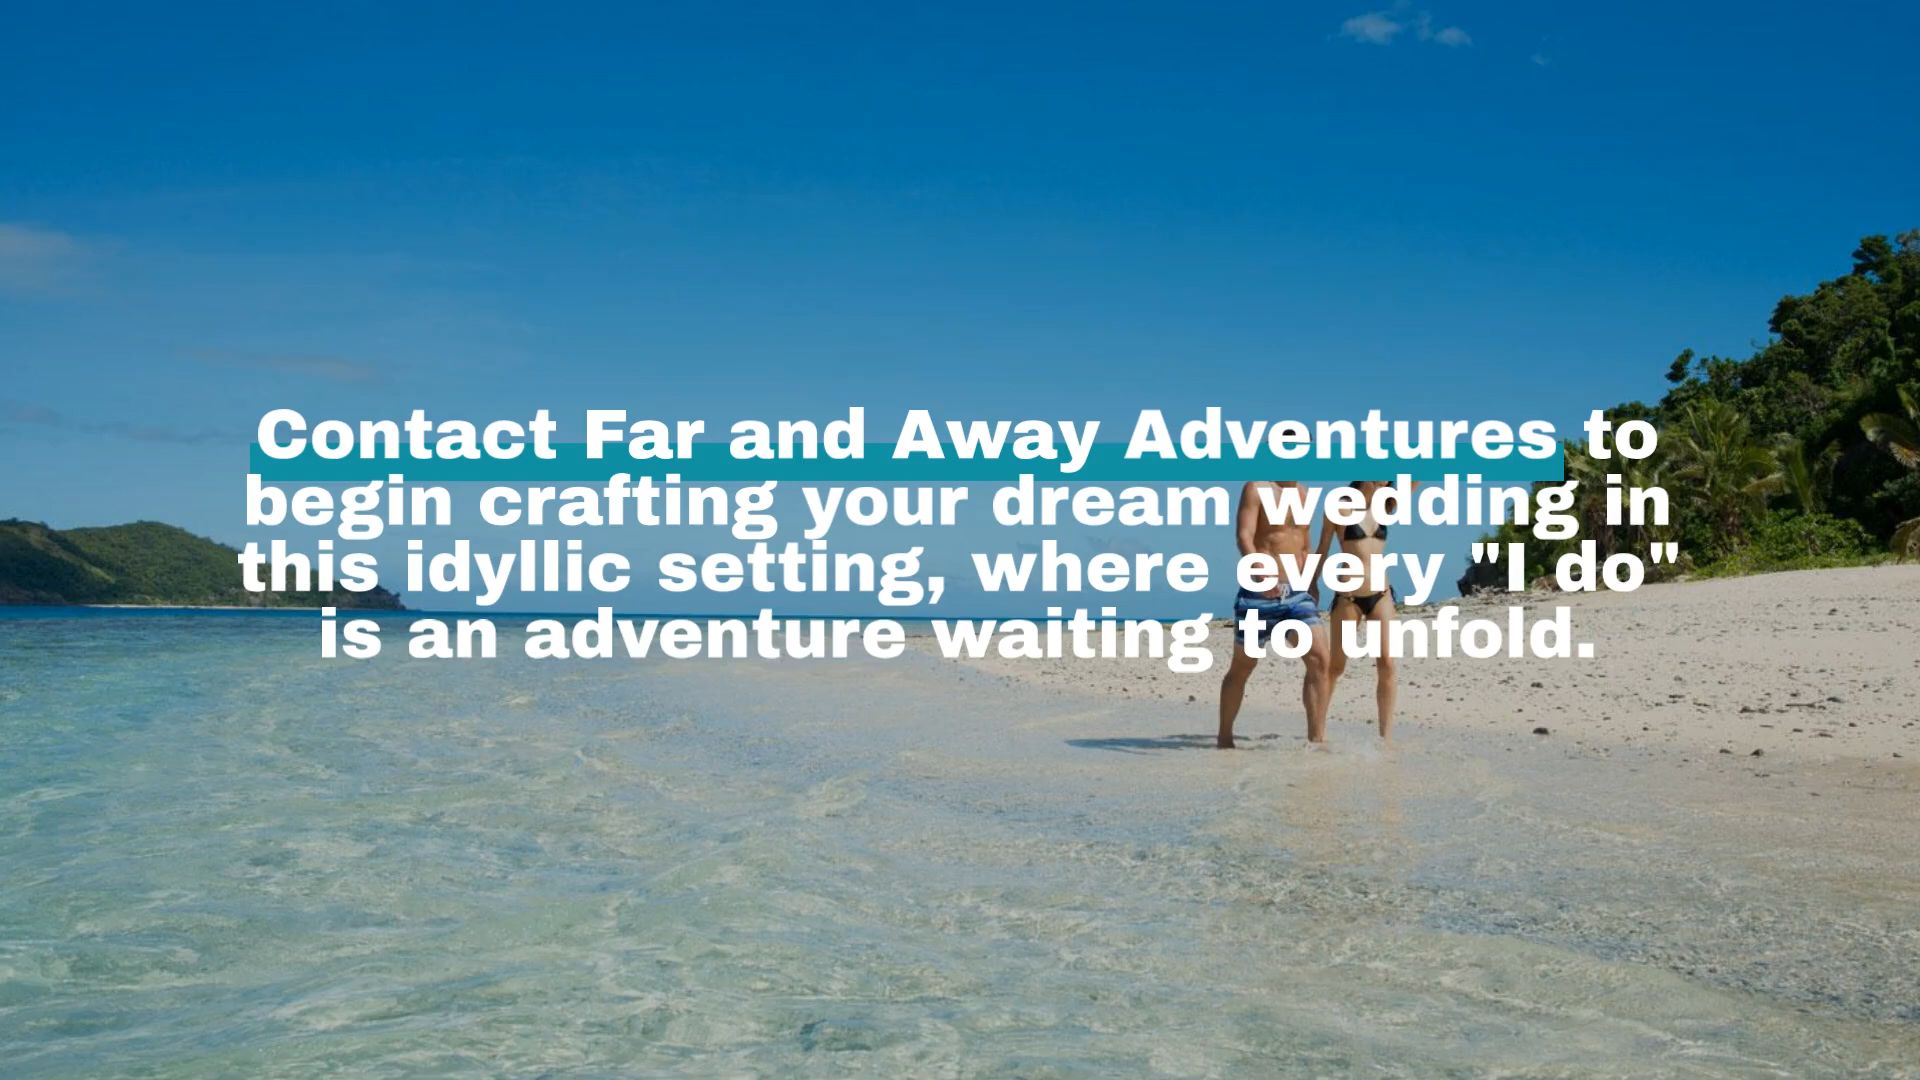 Contact Far and Away Adventures to
begin crafting your dream wedding in
this idyllic setting, where every "I do"
is an adventure waiting to unfold.